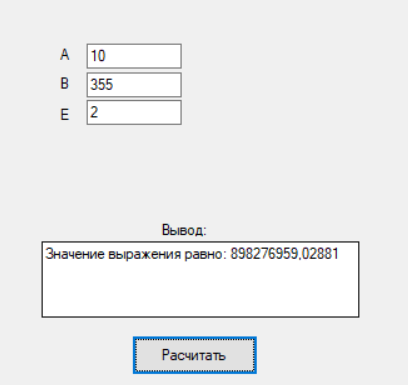 A 10
B 355
E 2
Вывод:
Значение выражения равно: 898276959,02881
Расчитать